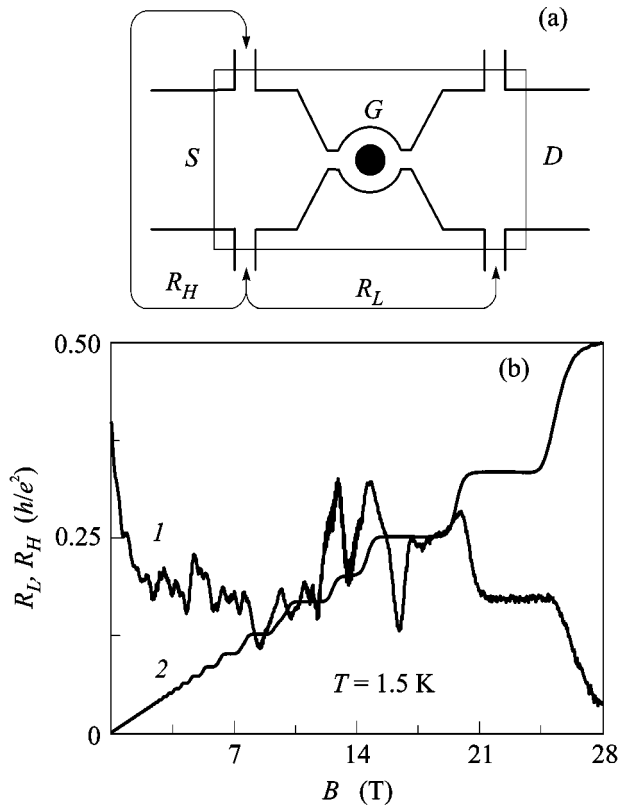 (a)
G
S
D
R_H
R_L
0.50
(b)
R_L, R_H (h/e²)
1
0.25
2
T = 1.5 K
0
7
14
21
28
B (T)